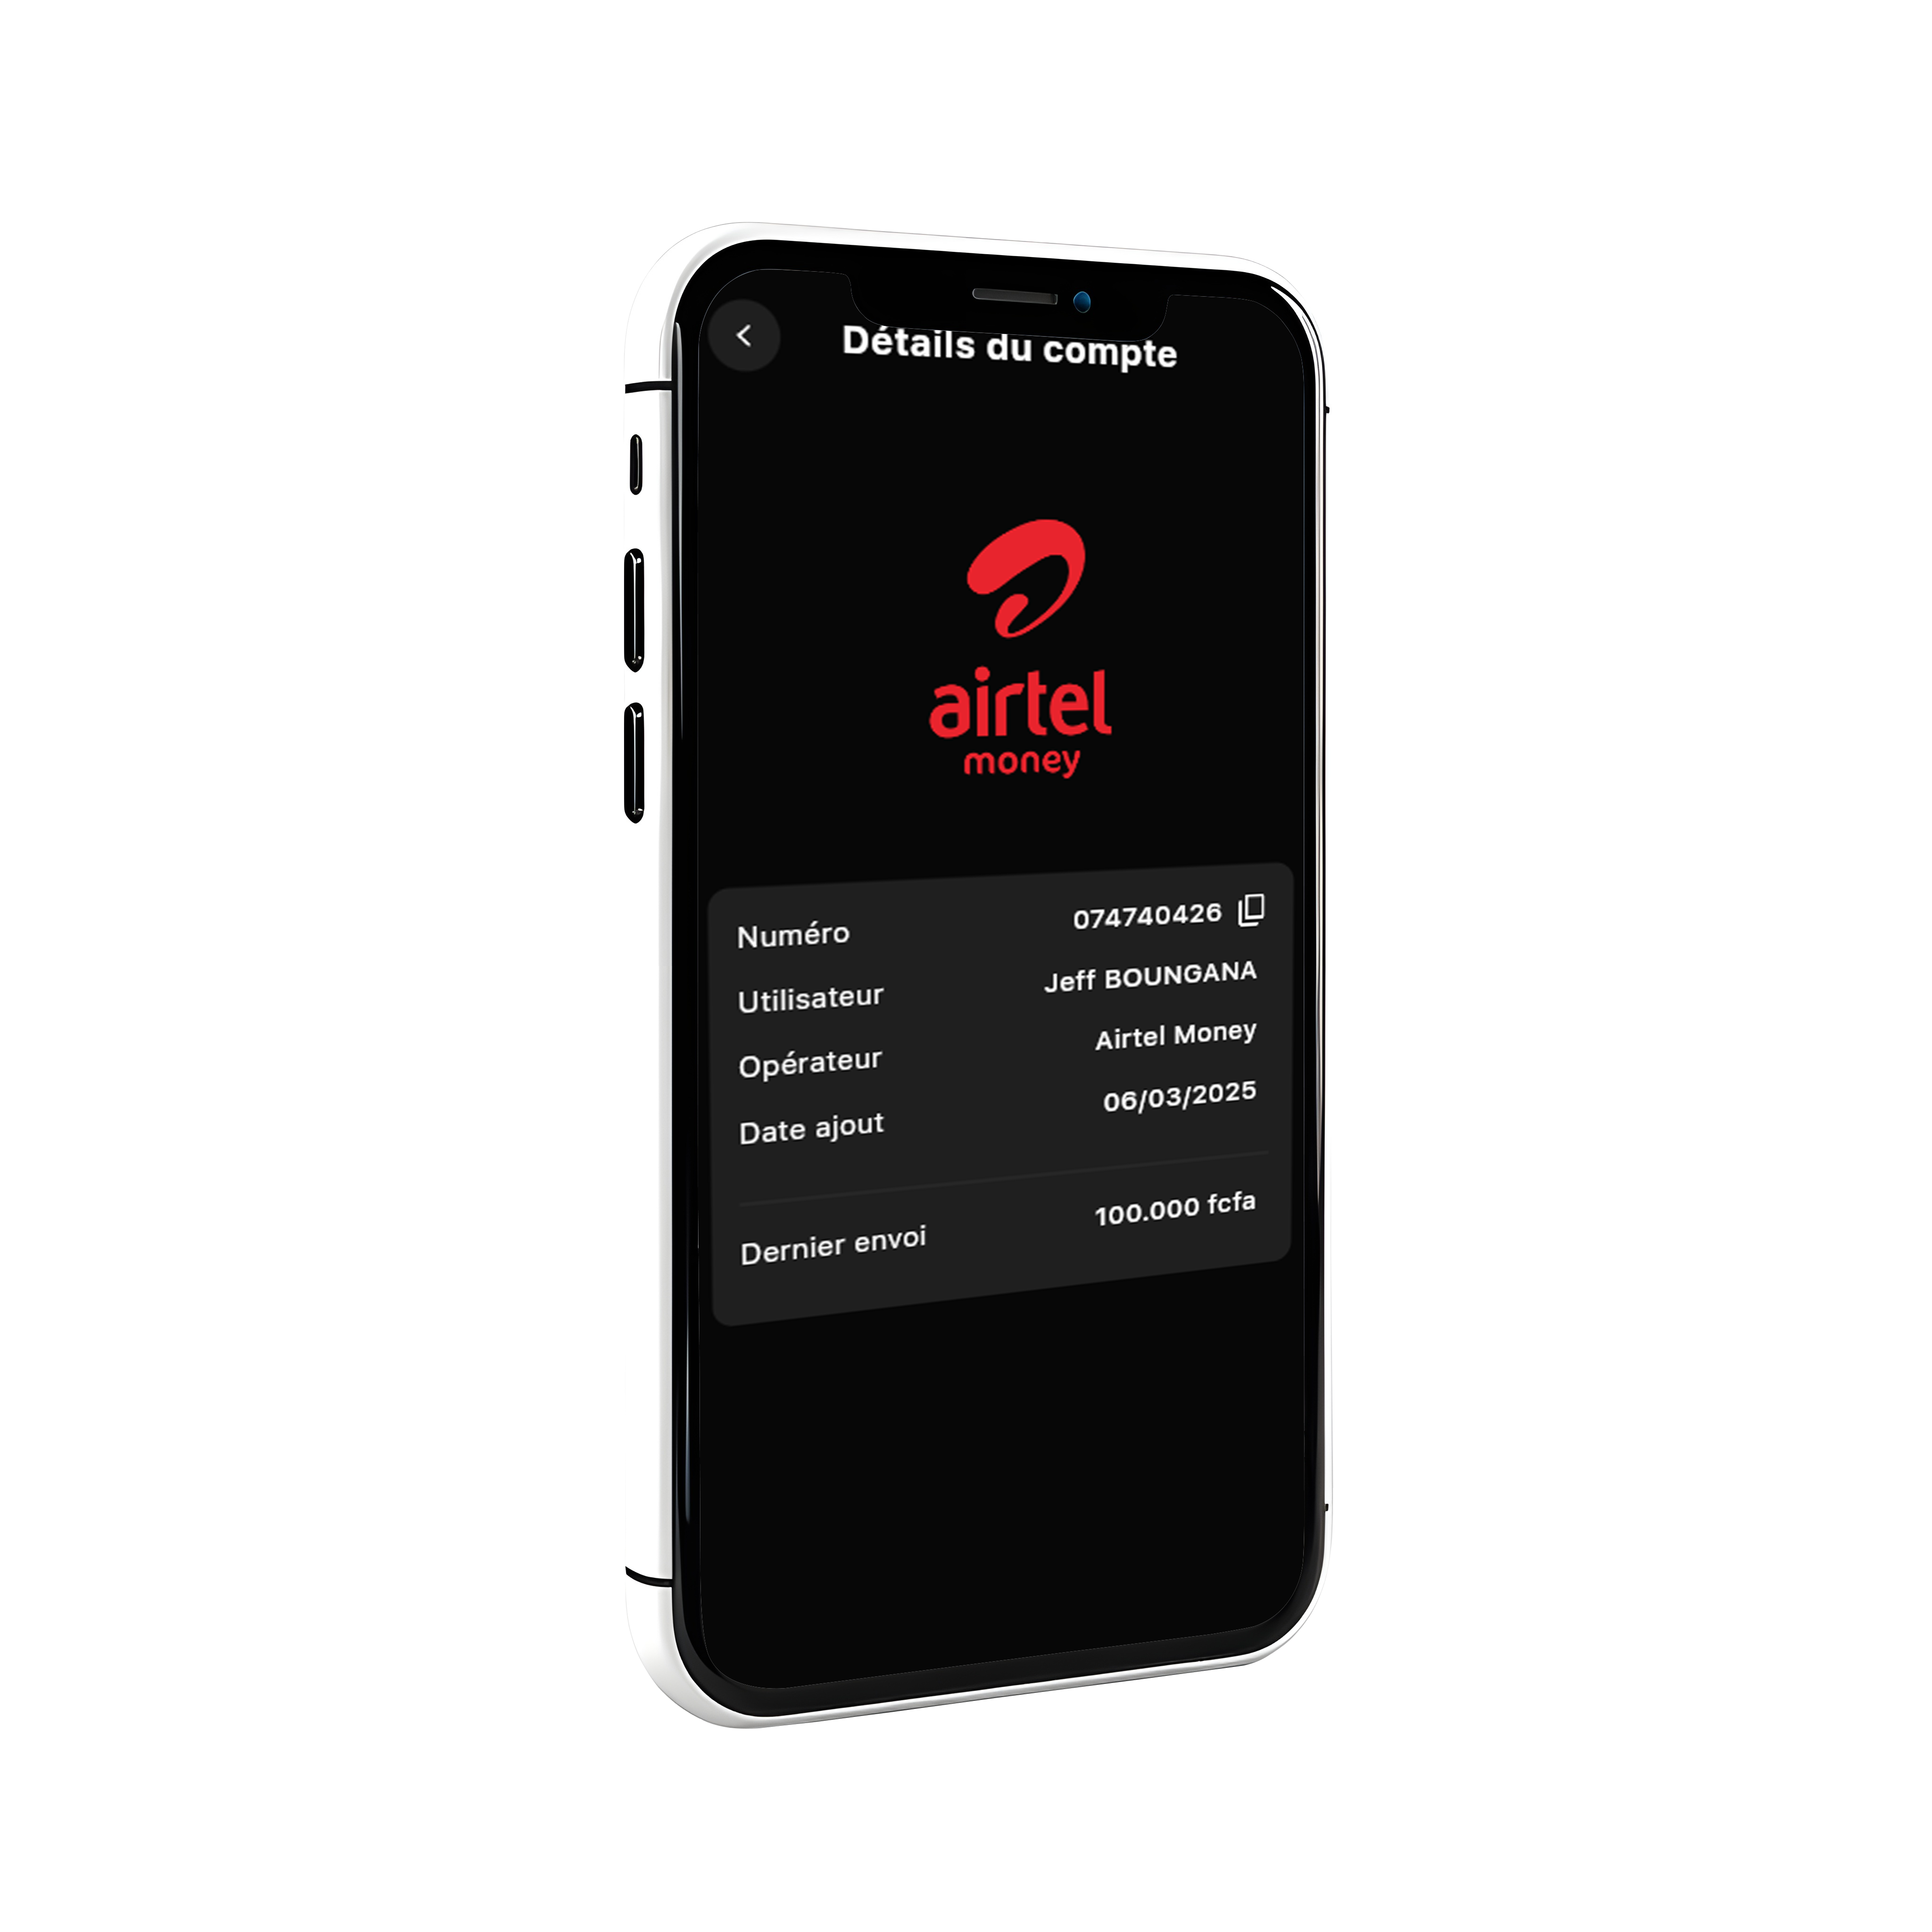 Détails du compte
airtel
money
Numéro 074740426
Utilisateur Jeff BOUNGANA
Opérateur Airtel Money
Date ajout 06/03/2025
Dernier envoi 100.000 fcfa